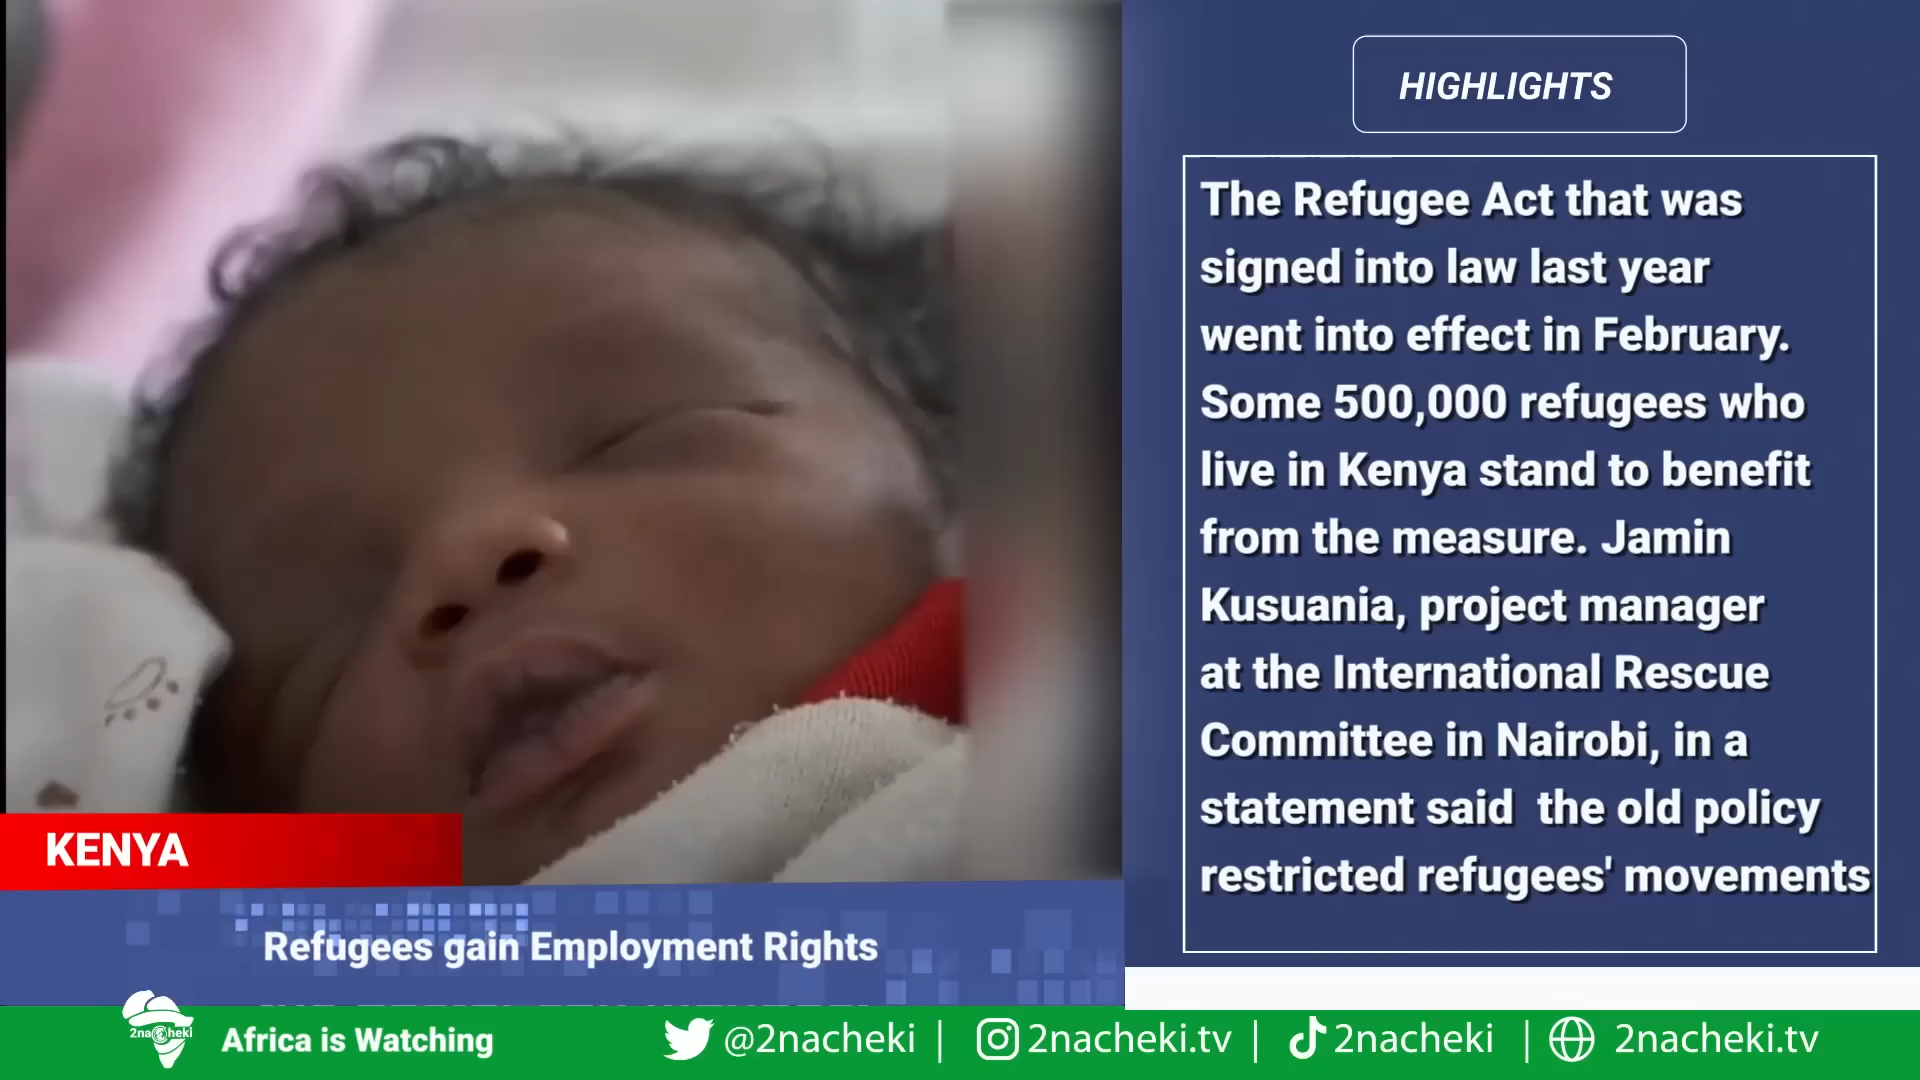 HIGHLIGHTS
The Refugee Act that was
signed into law last year
went into effect in February.
Some 500,000 refugees who
live in Kenya stand to benefit
from the measure. Jamin
Kusuania, project manager
at the International Rescue
Committee in Nairobi, in a
statement said the old policy
restricted refugees' movements
KENYA
Refugees gain Employment Rights
2nacheki
Africa is Watching
@2nacheki |
2nacheki.tv |
2nacheki |
2nacheki.tv